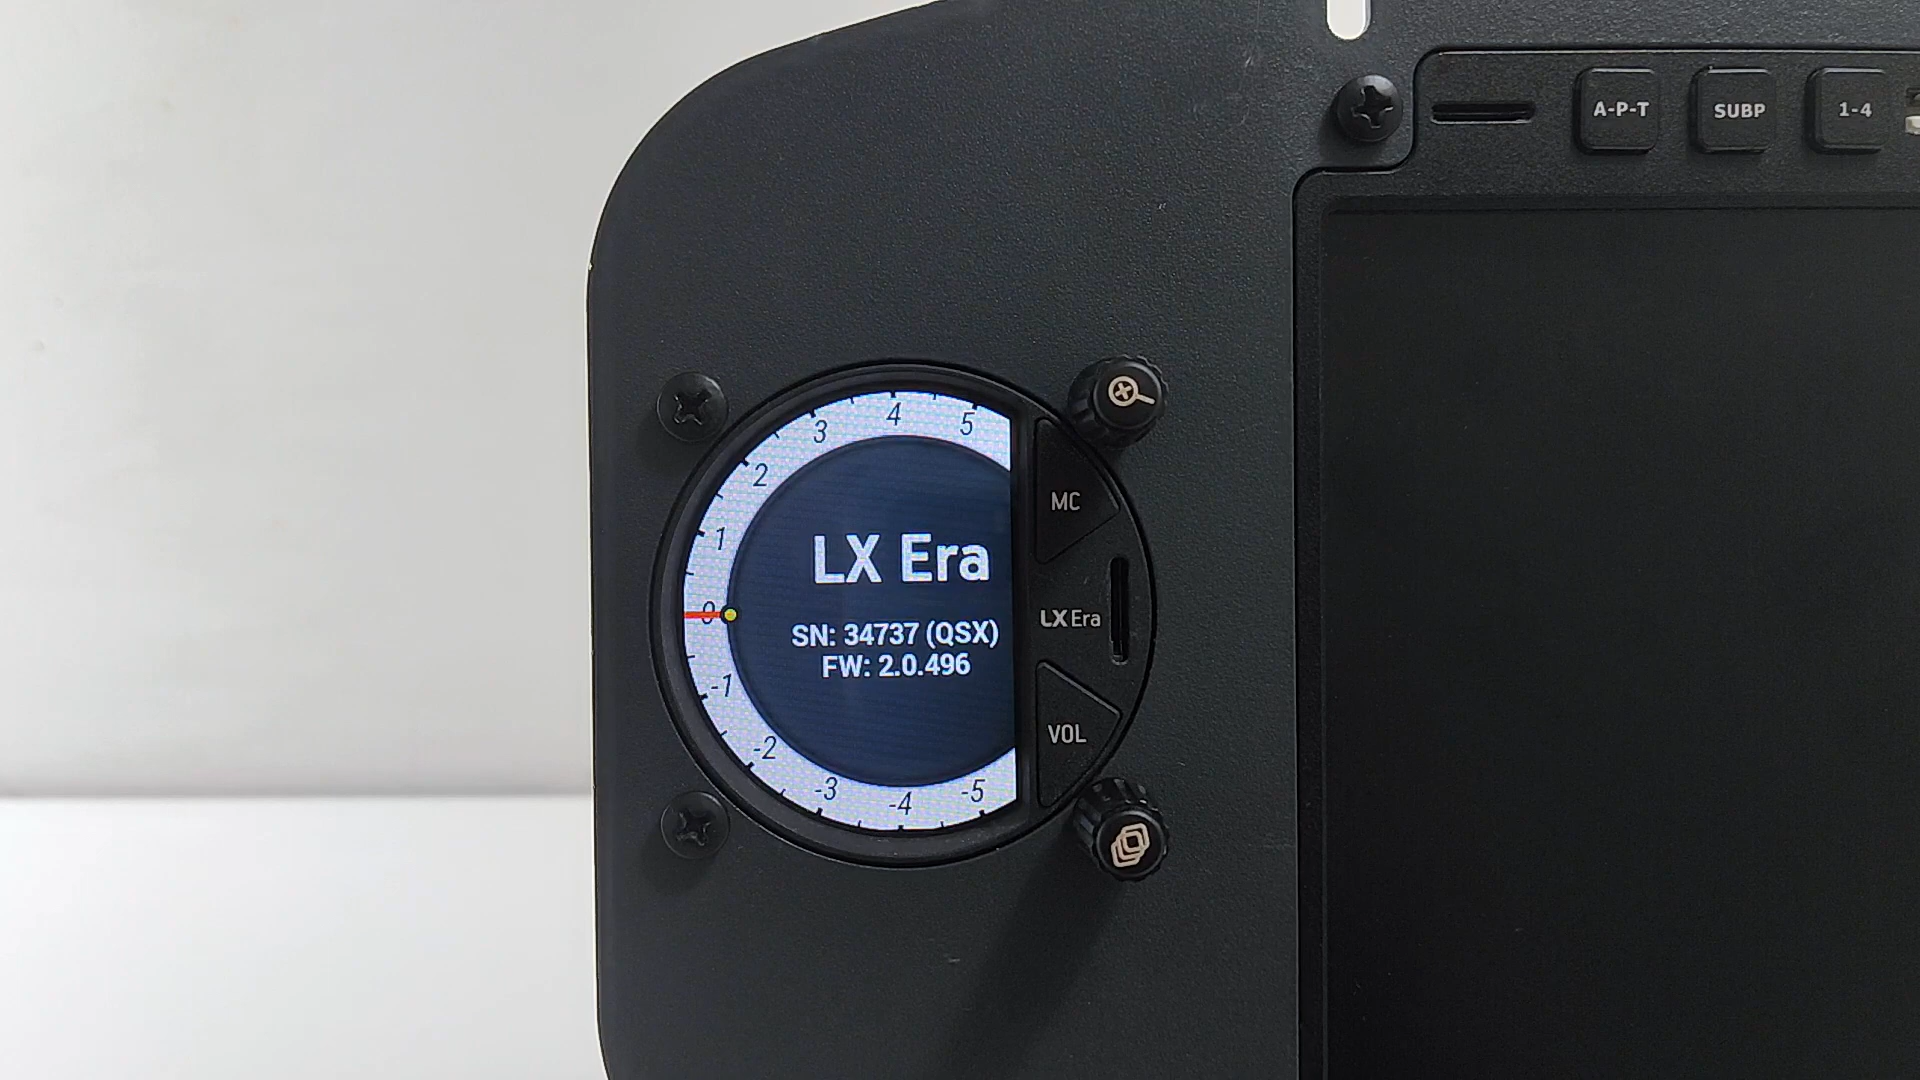 A-P-T SUBP 1-4
5
4
3
2
1
0
-1
-2
-3
-4
-5
LX Era
SN: 34737 (QSX)
FW: 2.0.496
MC
LX Era
VOL